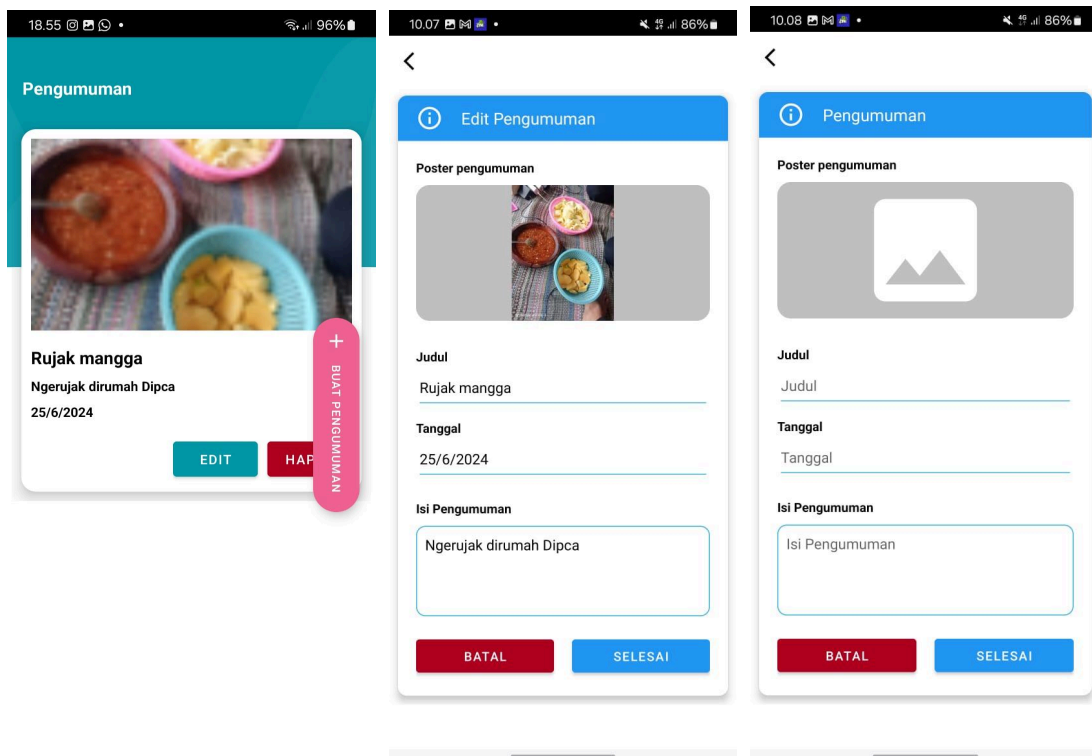 18.55
96%
Pengumuman
Rujak mangga
Ngerujak dirumah Dipca
25/6/2024
EDIT
HAP
+ BUAT PENGUMUMAN
10.07
4G
86%
Edit Pengumuman
Poster pengumuman
Judul
Rujak mangga
Tanggal
25/6/2024
Isi Pengumuman
Ngerujak dirumah Dipca
BATAL
SELESAI
10.08
4G
86%
Pengumuman
Poster pengumuman
Judul
Judul
Tanggal
Tanggal
Isi Pengumuman
Isi Pengumuman
BATAL
SELESAI